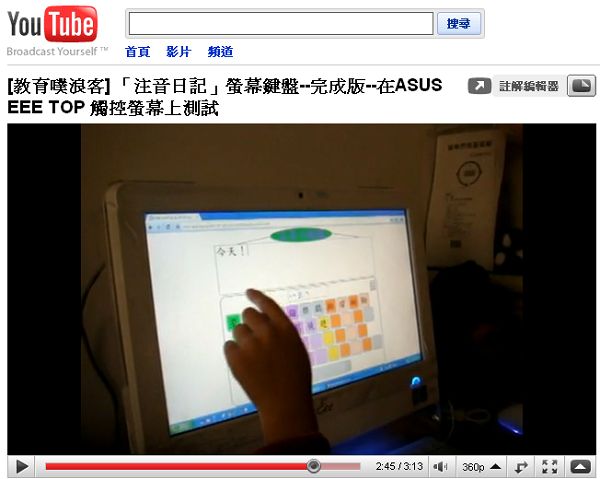 YouTube
Broadcast Yourself ™
搜尋
首頁 影片 頻道
[教育噗浪客] 「注音日記」螢幕鍵盤--完成版--在ASUS
EEE TOP 觸控螢幕上測試
註解編輯器
今天！
Eee
2:45 / 3:13
360p